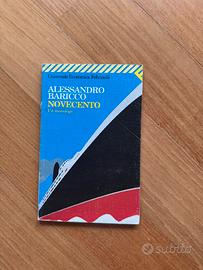 Universale Economica Feltrinelli
ALESSANDRO
BARICCO
NOVECENTO
Un monologo
subito